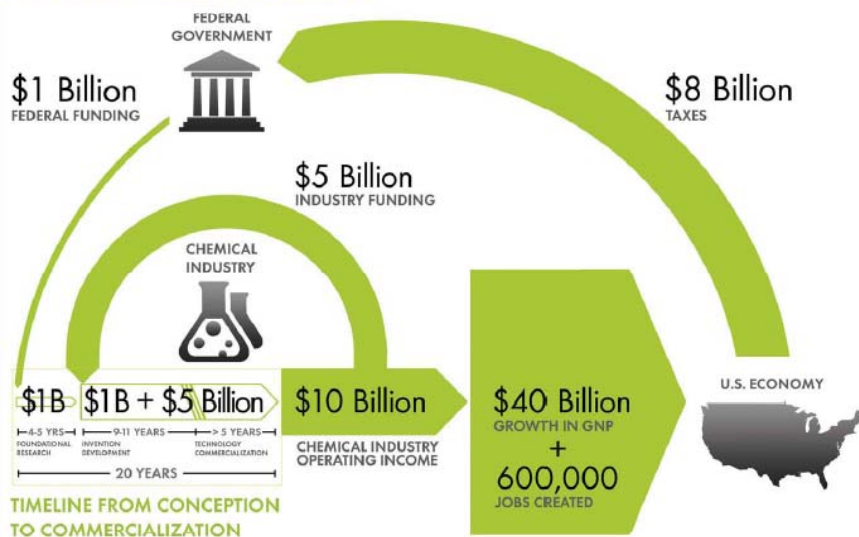 FEDERAL
GOVERNMENT
$1 Billion
FEDERAL FUNDING
$8 Billion
TAXES
$5 Billion
INDUSTRY FUNDING
CHEMICAL
INDUSTRY
$1B
$1B + $5 Billion
$10 Billion
CHEMICAL INDUSTRY
OPERATING INCOME
$40 Billion
GROWTH IN GNP
+
600,000
JOBS CREATED
U.S. ECONOMY
4-5 YRS
FOUNDATIONAL
RESEARCH
9-11 YEARS
INVENTION
DEVELOPMENT
> 5 YEARS
TECHNOLOGY
COMMERCIALIZATION
20 YEARS
TIMELINE FROM CONCEPTION
TO COMMERCIALIZATION